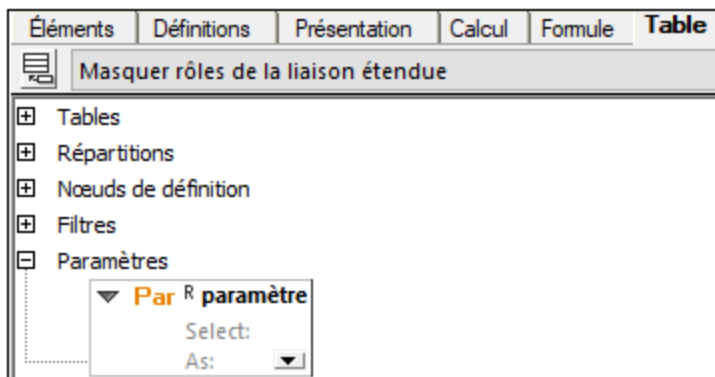 Éléments Définitions Présentation Calcul Formule Table
Masquer rôles de la liaison étendue
Tables
Répartitions
Nœuds de définition
Filtres
Paramètres
Par R paramètre
Select:
As: